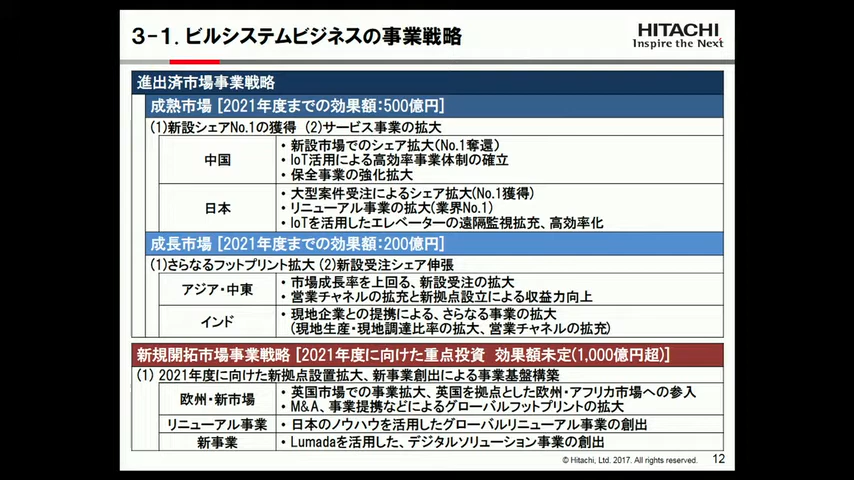 3-1. ビルシステムビジネスの事業戦略
HITACHI
Inspire the Next
進出済市場事業戦略
成熟市場 [2021年度までの効果額:500億円]
(1)新設シェアNo.1の獲得 (2)サービス事業の拡大
中国
・新設市場でのシェア拡大(No.1奪還)
・IoT活用による高効率事業体制の確立
・保全事業の強化拡大
日本
・大型案件受注によるシェア拡大(No.1獲得)
・リニューアル事業の拡大(業界No.1)
・IoTを活用したエレベーターの遠隔監視拡充、高効率化
成長市場 [2021年度までの効果額:200億円]
(1)さらなるフットプリント拡大 (2)新設受注シェア伸張
アジア・中東
・市場成長率を上回る、新設受注の拡大
・営業チャネルの拡充と新拠点設立による収益力向上
インド
・現地企業との提携による、さらなる事業の拡大
(現地生産・現地調達比率の拡大、営業チャネルの拡充)
新規開拓市場事業戦略 [2021年度に向けた重点投資 効果額未定(1,000億円超)]
(1) 2021年度に向けた新拠点設置拡大、新事業創出による事業基盤構築
欧州・新市場
・英国市場での事業拡大、英国を拠点とした欧州・アフリカ市場への参入
・M&A、事業提携などによるグローバルフットプリントの拡大
リニューアル事業
・日本のノウハウを活用したグローバルリニューアル事業の創出
新事業
・Lumadaを活用した、デジタルソリューション事業の創出
© Hitachi, Ltd. 2017. All rights reserved.
12